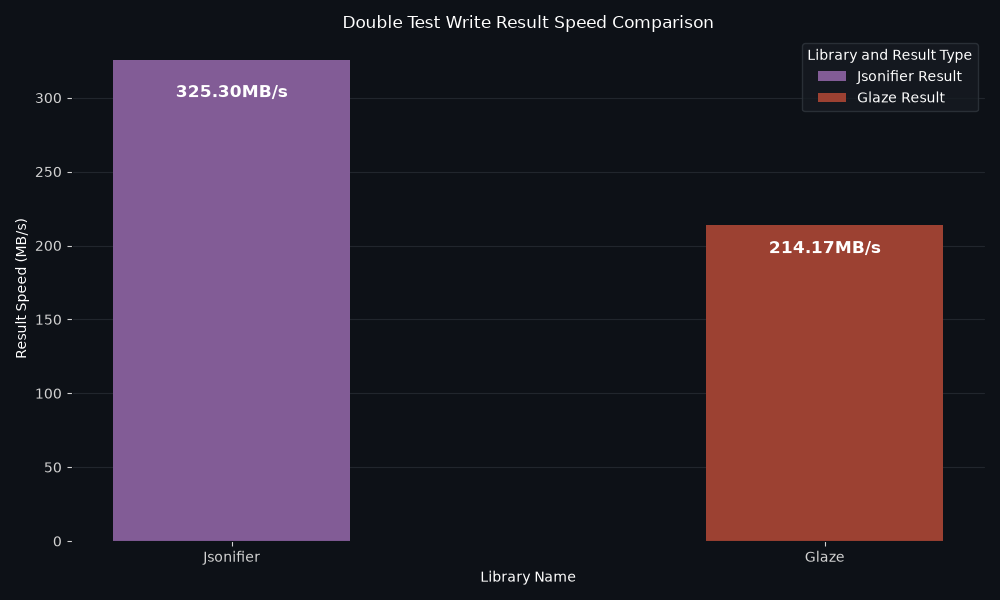 Double Test Write Result Speed Comparison
Library and Result Type
Jsonifier Result
Glaze Result
325.30MB/s
214.17MB/s
Result Speed (MB/s)
300
250
200
150
100
50
0
Jsonifier
Glaze
Library Name